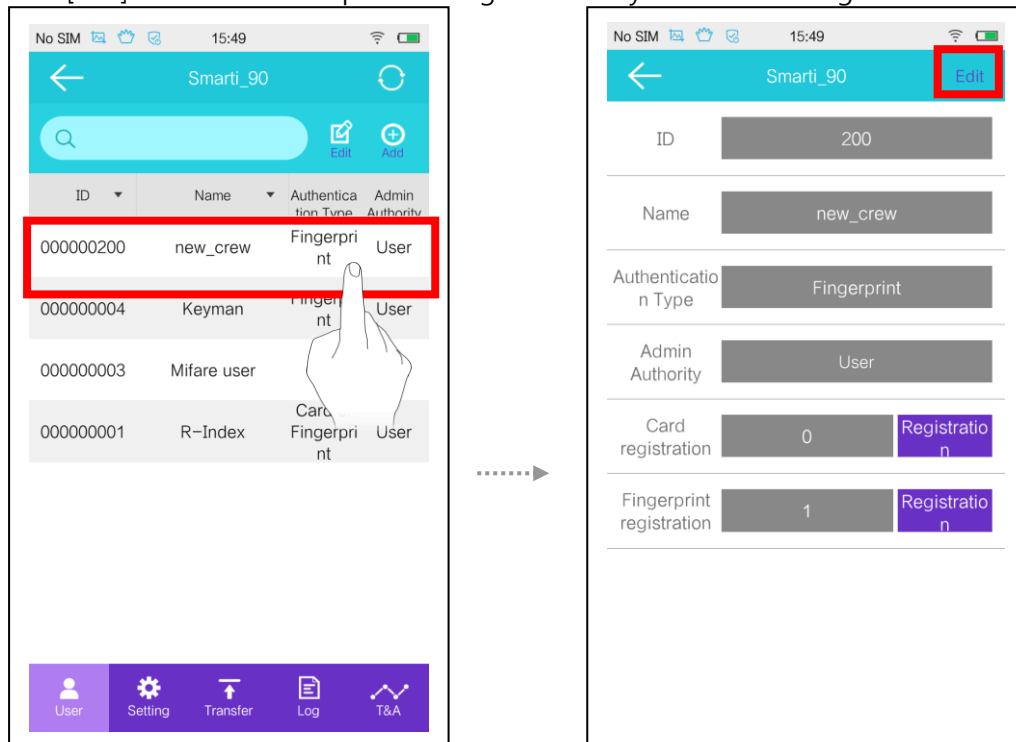 No SIM 15:49
Smarti_90
Edit Add
ID Name Authentica
tion Type Admin
Authority
000000200 new_crew Fingerpri
nt User
000000004 Keyman Fingerpri
nt User
000000003 Mifare user
000000001 R-Index Card
Fingerpri
nt User
User Setting Transfer Log T&A
No SIM 15:49
Smarti_90 Edit
ID 200
Name new_crew
Authenticatio
n Type Fingerprint
Admin
Authority User
Card
registration 0 Registratio
n
Fingerprint
registration 1 Registratio
n